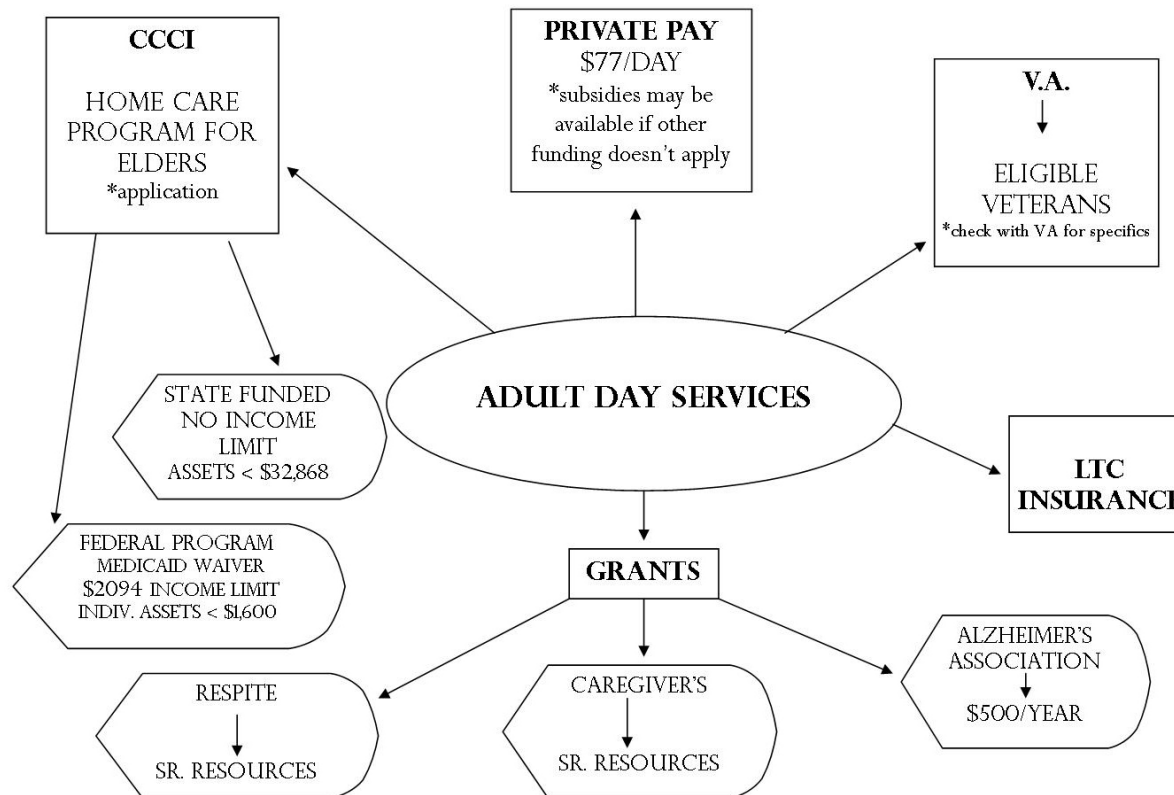 CCCI
HOME CARE
PROGRAM FOR
ELDERS
*application
PRIVATE PAY
$77/DAY
*subsidies may be
available if other
funding doesn't apply
V.A.
ELIGIBLE
VETERANS
*check with VA for specifics
ADULT DAY SERVICES
STATE FUNDED
NO INCOME
LIMIT
ASSETS < $32,868
LTC
INSURANCE
FEDERAL PROGRAM
MEDICAID WAIVER
$2094 INCOME LIMIT
INDIV. ASSETS < $1,600
GRANTS
RESPITE
SR. RESOURCES
CAREGIVER'S
SR. RESOURCES
ALZHEIMER'S
ASSOCIATION
$500/YEAR